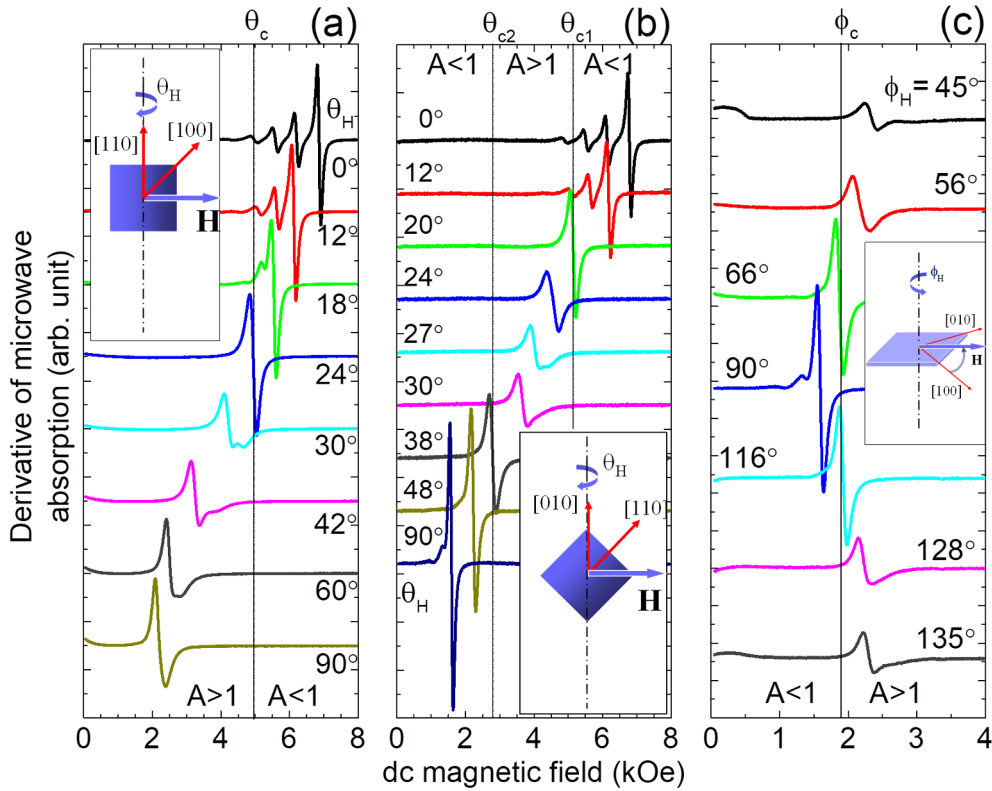 θc
(a)
θH
θH
[110]
[100]
0°
H
12°
18°
24°
30°
42°
60°
90°
A>1
A<1
0 2 4 6 8
Derivative of microwave
absorption (arb. unit)
θc2
θc1
(b)
A<1
A>1
A<1
0°
12°
20°
24°
27°
30°
38°
48°
90°
θH
θH
[010]
[110]
H
0 2 4 6 8
dc magnetic field (kOe)
ϕc
(c)
ϕH= 45°
56°
66°
ϕH
[010]
H
[100]
90°
116°
128°
135°
A<1
A>1
0 1 2 3 4